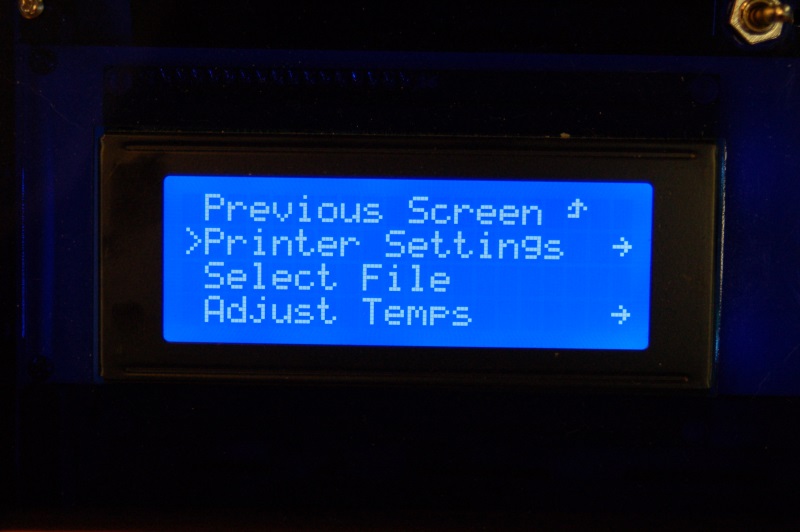 Previous Screen ↰
>Printer Settings →
Select File
Adjust Temps →